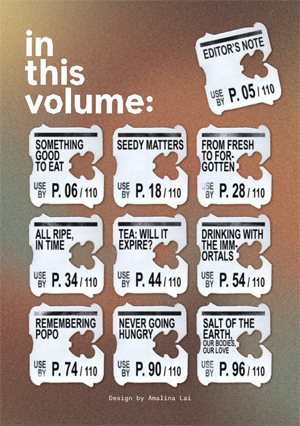 in
this
volume:
EDITOR'S NOTE
USE
BY P. 05 / 110
SOMETHING
GOOD
TO EAT
USE
BY P. 06 / 110
SEEDY MATTERS
USE
BY P. 18 / 110
FROM FRESH
TO FOR-
GOTTEN
USE
BY P. 28 / 110
ALL RIPE,
IN TIME
USE
BY P. 34 / 110
TEA: WILL IT
EXPIRE?
USE
BY P. 44 / 110
DRINKING WITH
THE IMM-
ORTALS
USE
BY P. 54 / 110
REMEMBERING
POPO
USE
BY P. 74 / 110
NEVER GOING
HUNGRY
USE
BY P. 90 / 110
SALT OF THE
EARTH,
OUR BODIES,
OUR LOVE
USE
BY P. 96 / 110
Design by Amalina Lai